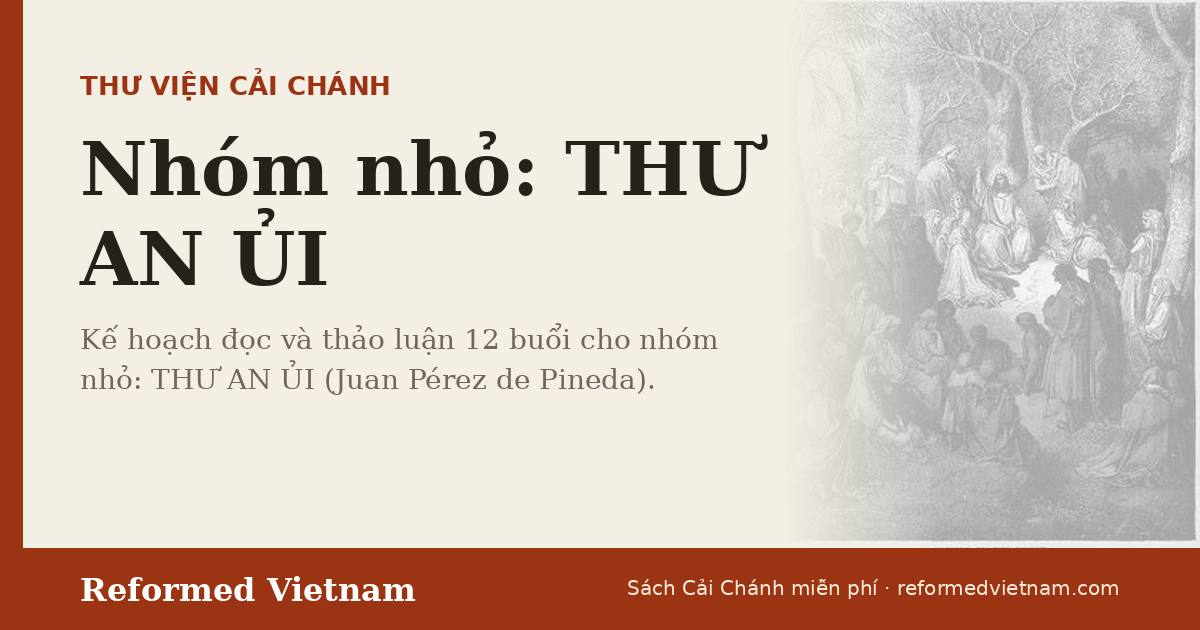 THƯ VIỆN CẢI CHÁNH
Nhóm nhỏ: THƯ
AN ỦI
Kế hoạch đọc và thảo luận 12 buổi cho nhóm
nhỏ: THƯ AN ỦI (Juan Pérez de Pineda).
Reformed Vietnam
Sách Cải Chánh miễn phí · reformedvietnam.com